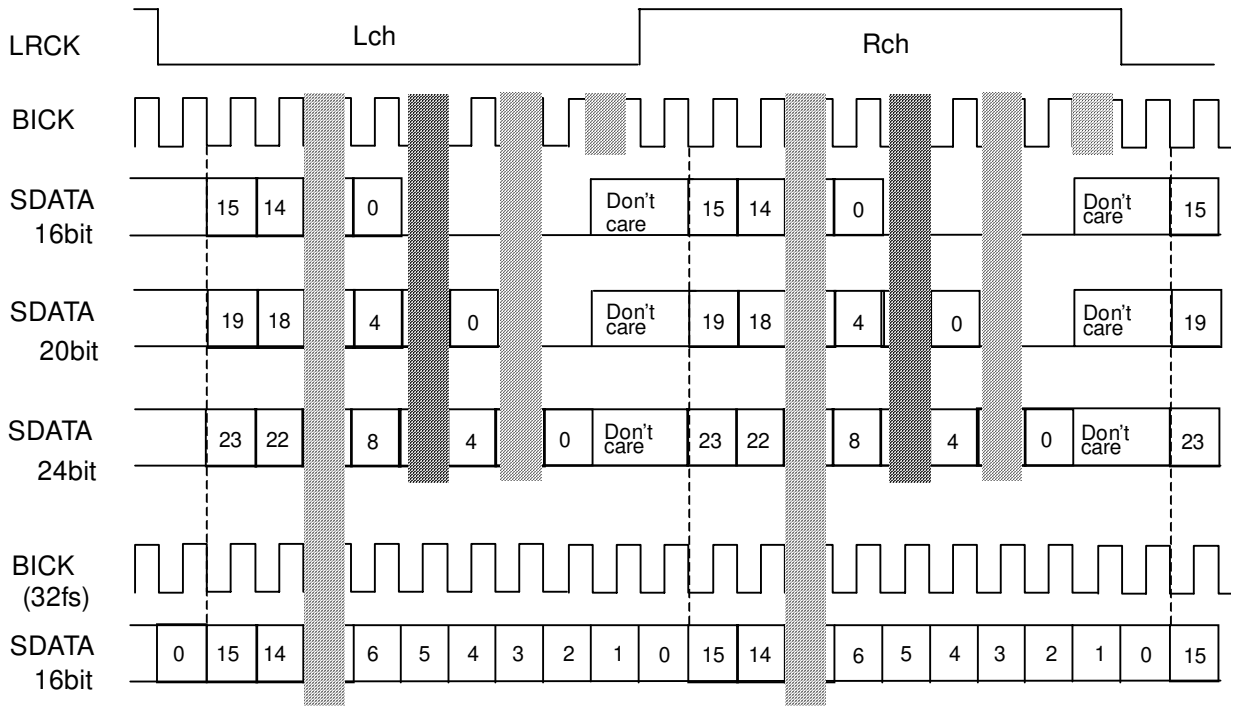 LRCK Lch Rch
BICK
SDATA 15 14 0 Don't 15 14 0 Don't 15
16bit care care
SDATA 19 18 4 0 Don't 19 18 4 0 Don't 19
20bit care care
SDATA 23 22 8 4 0 Don't 23 22 8 4 0 Don't 23
24bit care care
BICK
(32fs)
SDATA 0 15 14 6 5 4 3 2 1 0 15 14 6 5 4 3 2 1 0 15
16bit